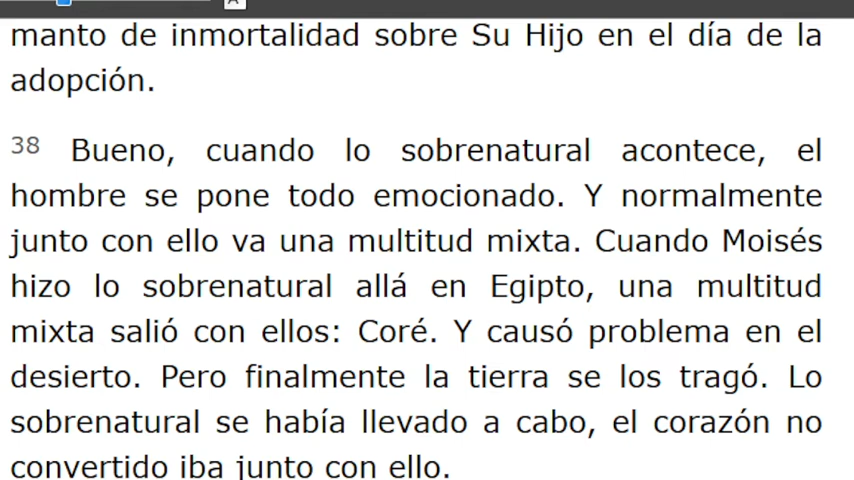 manto de inmortalidad sobre Su Hijo en el día de la
adopción.
38 Bueno, cuando lo sobrenatural acontece, el
hombre se pone todo emocionado. Y normalmente
junto con ello va una multitud mixta. Cuando Moisés
hizo lo sobrenatural allá en Egipto, una multitud
mixta salió con ellos: Coré. Y causó problema en el
desierto. Pero finalmente la tierra se los tragó. Lo
sobrenatural se había llevado a cabo, el corazón no
convertido iba junto con ello.